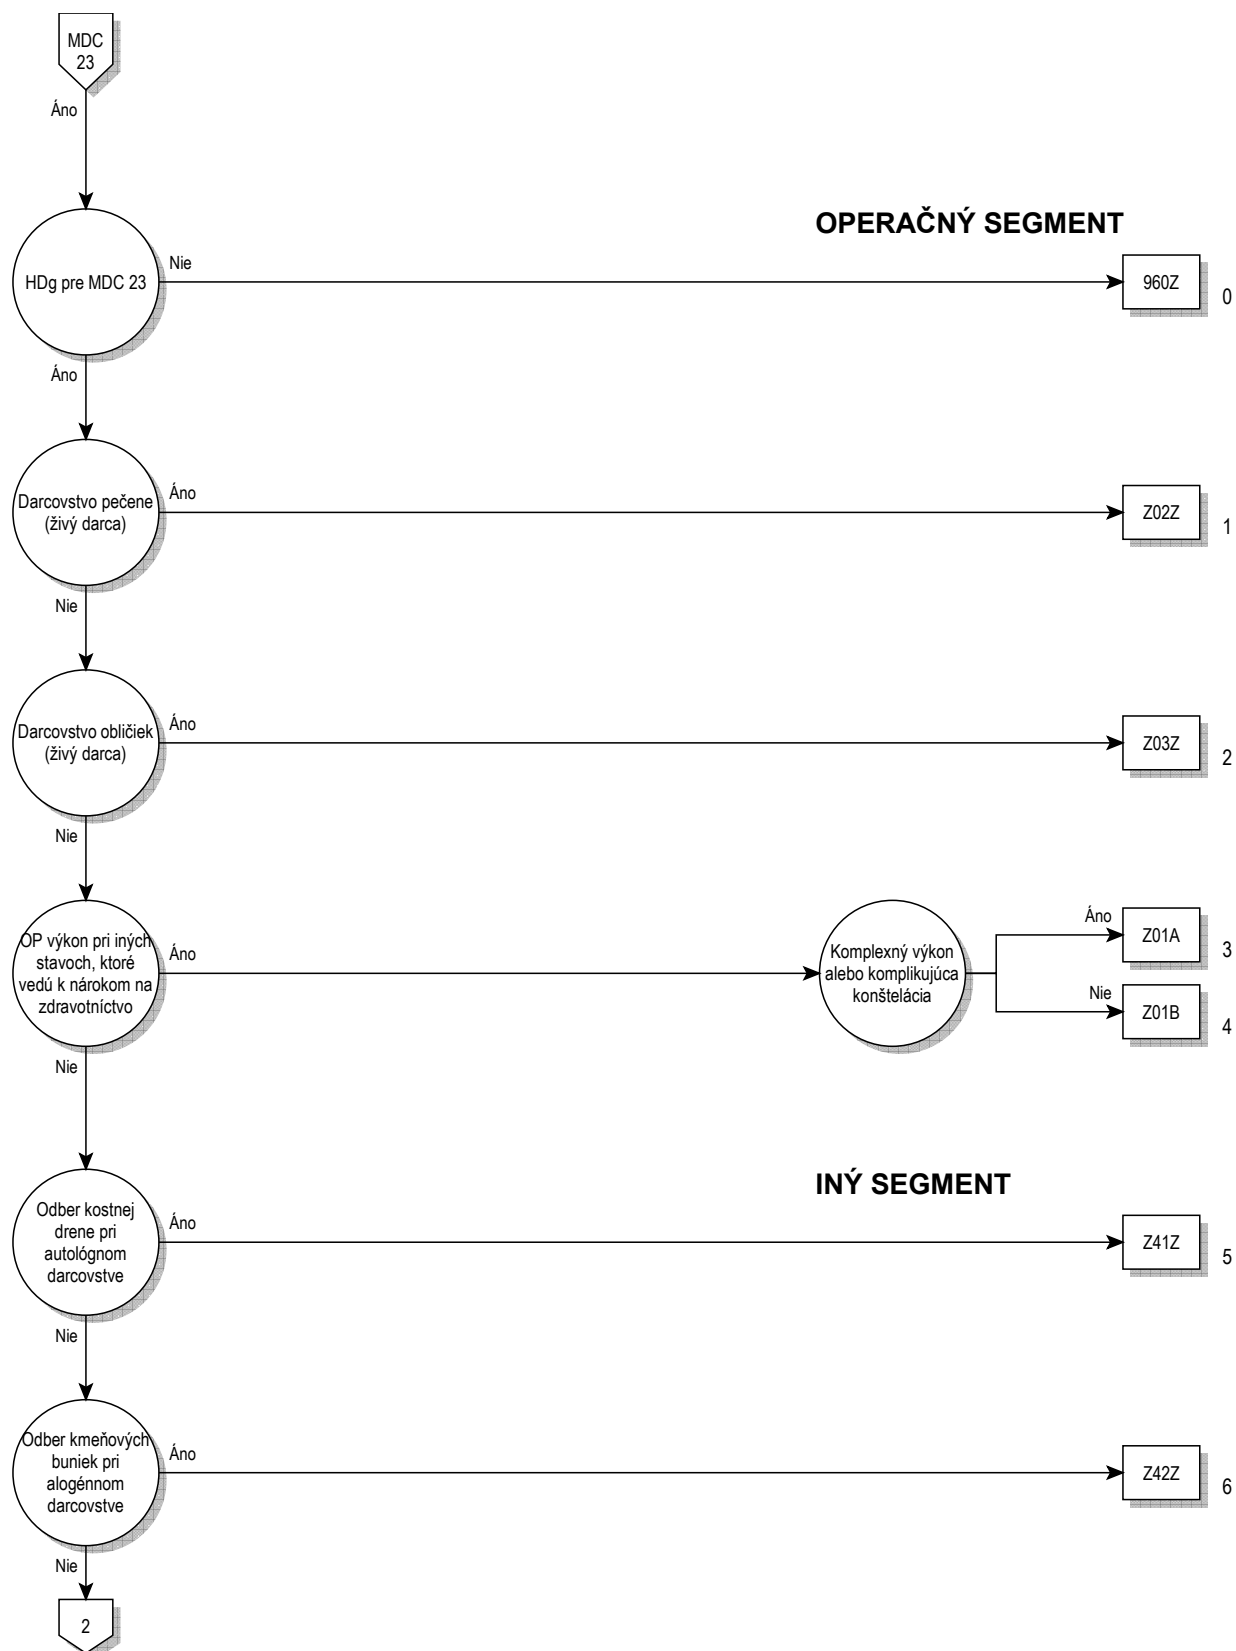 MDC
23
Áno
OPERAČNÝ SEGMENT
HDg pre MDC 23
Nie
960Z
0
Áno
Darcovstvo pečene
(živý darca)
Áno
Z02Z
1
Nie
Darcovstvo obličiek
(živý darca)
Áno
Z03Z
2
Nie
OP výkon pri iných
stavoch, ktoré
vedú k nárokom na
zdravotníctvo
Áno
Komplexný výkon
alebo komplikujúca
konštelácia
Áno
Z01A
3
Nie
Z01B
4
Nie
INÝ SEGMENT
Odber kostnej
drene pri
autológnom
darcovstve
Áno
Z41Z
5
Nie
Odber kmeňových
buniek pri
alogénnom
darcovstve
Áno
Z42Z
6
Nie
2